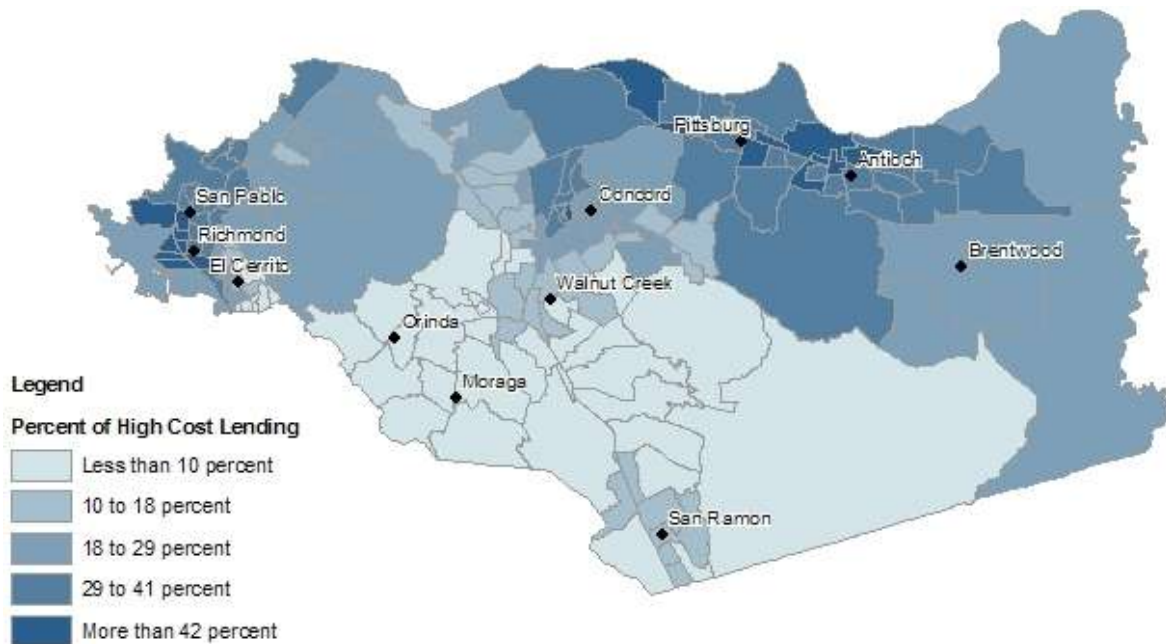 Pittsburg
Antioch
San Pablo
Concord
Richmond
El Cerrito
Brentwood
Walnut Creek
Orinda
Moraga
San Ramon
Legend
Percent of High Cost Lending
Less than 10 percent
10 to 18 percent
18 to 29 percent
29 to 41 percent
More than 42 percent